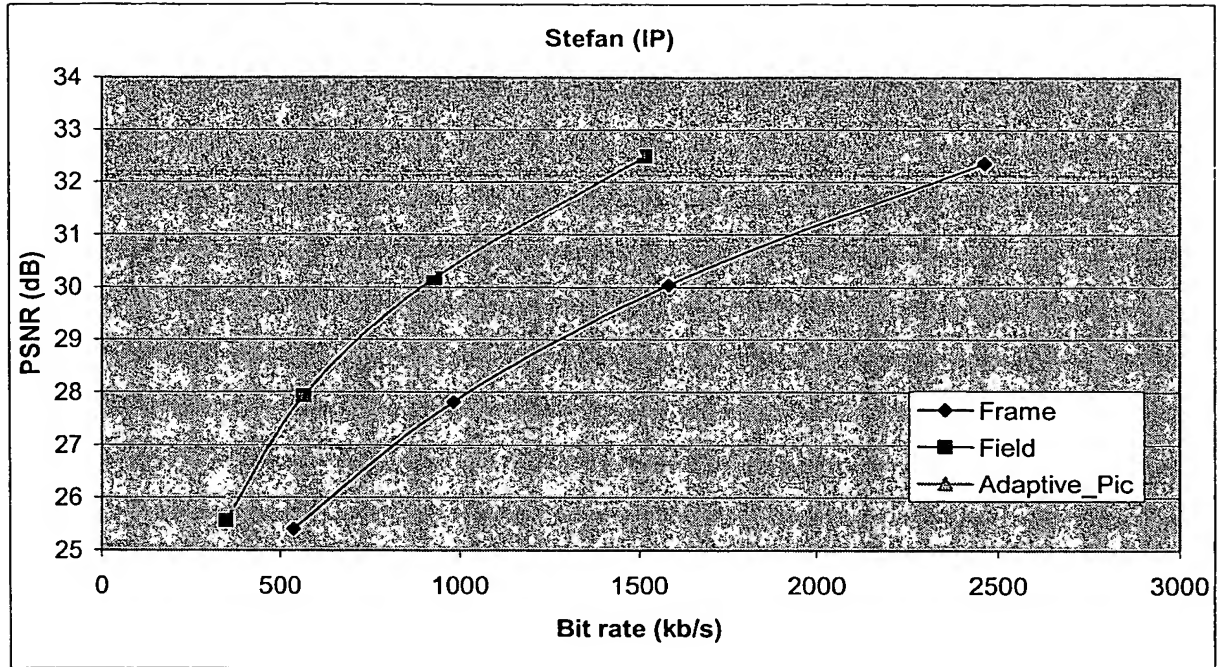 Stefan (IP)
34
33
32
31
30
29
28
27
26
25
PSNR (dB)
0 500 1000 1500 2000 2500 3000
Bit rate (kb/s)
Frame
Field
Adaptive_Pic